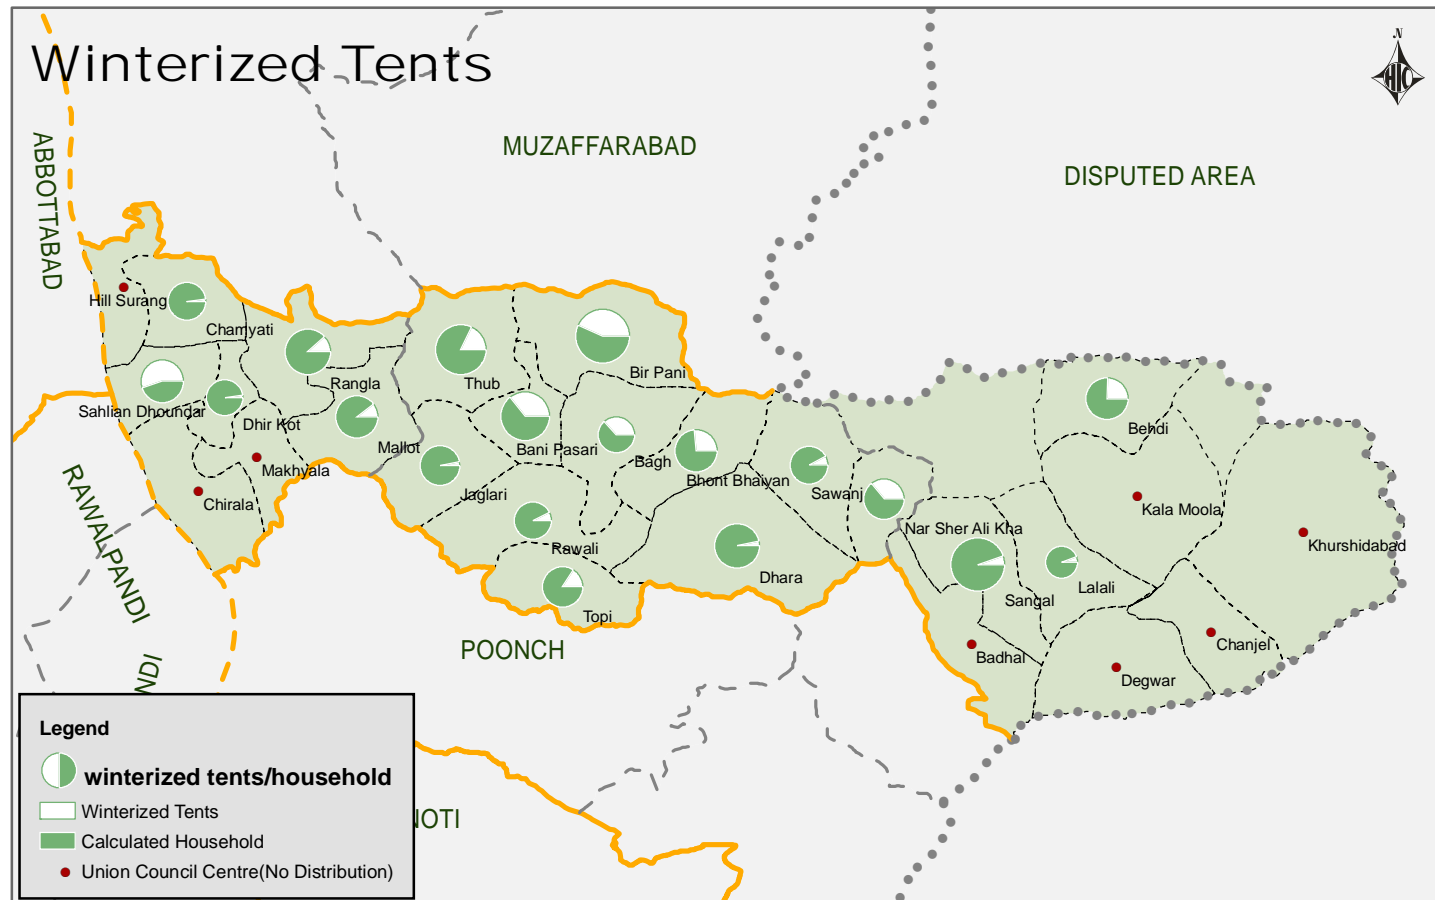 Winterized Tents
N
HIC
MUZAFFARABAD
DISPUTED AREA
ABBOTTABAD
Hill Surang
Chamyati
Rangla
Thub
Bir Pani
Sahlian Dhoundar
Dhir Kot
Mallot
Bani Pasari
Bagh
Behdi
Makhyala
Jaglari
Bhont Bhaiyan
Sawanj
Chirala
Kala Moola
Nar Sher Ali Kha
Khurshidabad
Rawali
Dhara
Sangal
Lalali
Topi
RAWALPANDI
POONCH
Badhal
Chanjel
Degwar
NDI
NOTI
Legend
winterized tents/household
Winterized Tents
Calculated Household
Union Council Centre(No Distribution)